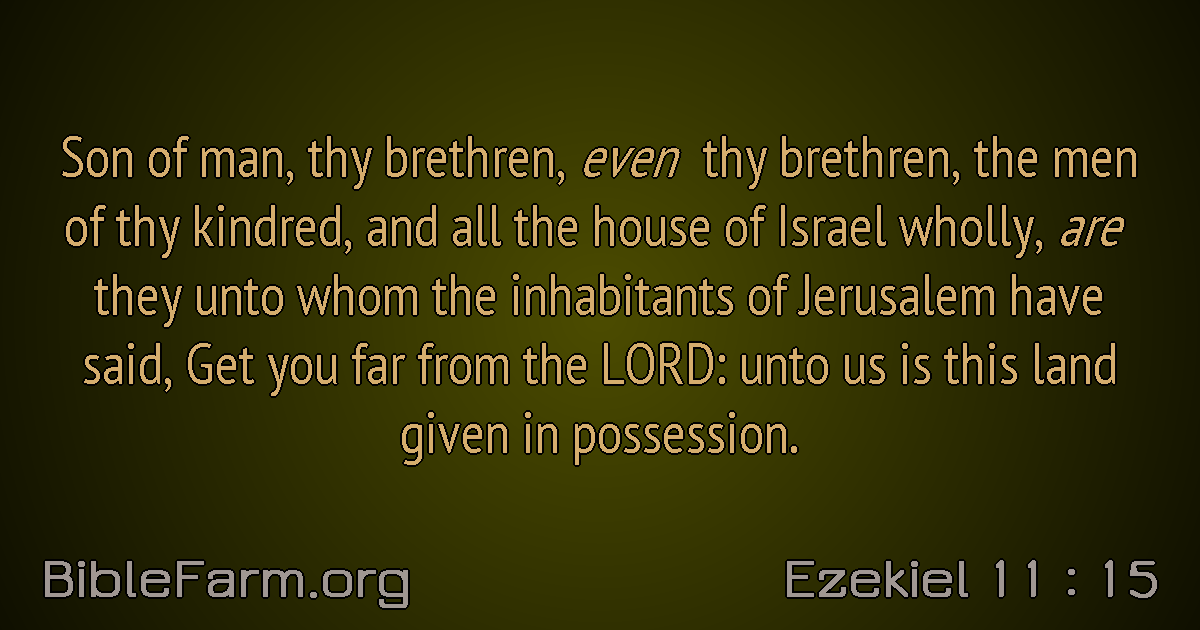 Son of man, thy brethren, even thy brethren, the men
of thy kindred, and all the house of Israel wholly, are
they unto whom the inhabitants of Jerusalem have
said, Get you far from the LORD: unto us is this land
given in possession.
BibleFarm.org
Ezekiel 11 : 15